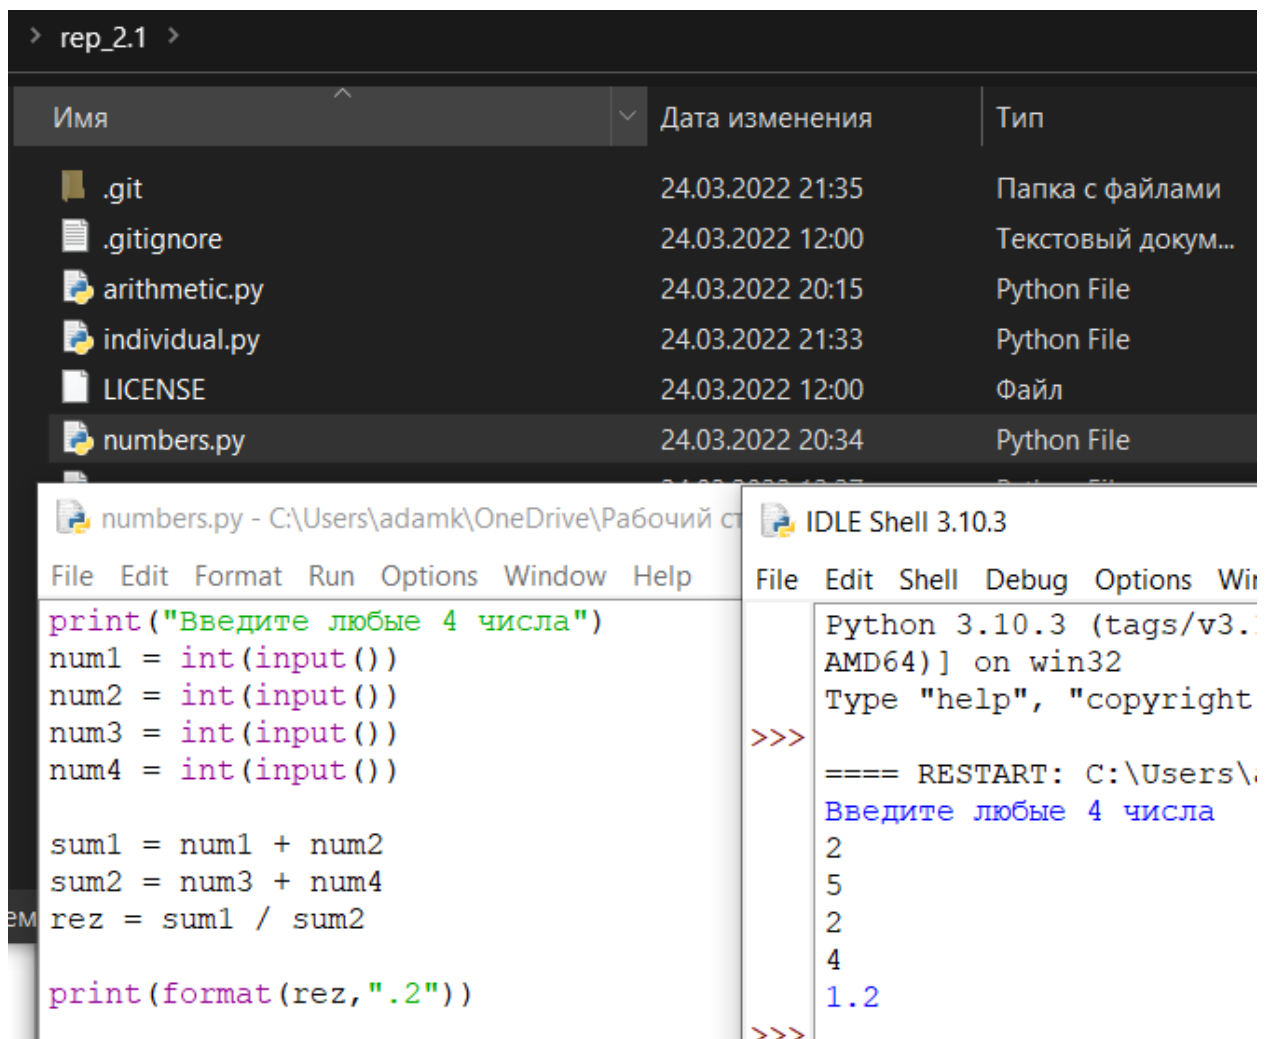 rep_2.1
Имя Дата изменения Тип
.git 24.03.2022 21:35 Папка с файлами
.gitignore 24.03.2022 12:00 Текстовый докум...
arithmetic.py 24.03.2022 20:15 Python File
individual.py 24.03.2022 21:33 Python File
LICENSE 24.03.2022 12:00 Файл
numbers.py 24.03.2022 20:34 Python File
numbers.py - C:\Users\adamk\OneDrive\Рабочий ст
File Edit Format Run Options Window Help
print("Введите любые 4 числа")
num1 = int(input())
num2 = int(input())
num3 = int(input())
num4 = int(input())
sum1 = num1 + num2
sum2 = num3 + num4
rez = sum1 / sum2
print(format(rez,".2"))
IDLE Shell 3.10.3
File Edit Shell Debug Options Wi
Python 3.10.3 (tags/v3.
AMD64)] on win32
Type "help", "copyright
>>>
==== RESTART: C:\Users\
Введите любые 4 числа
2
5
2
4
1.2
>>>